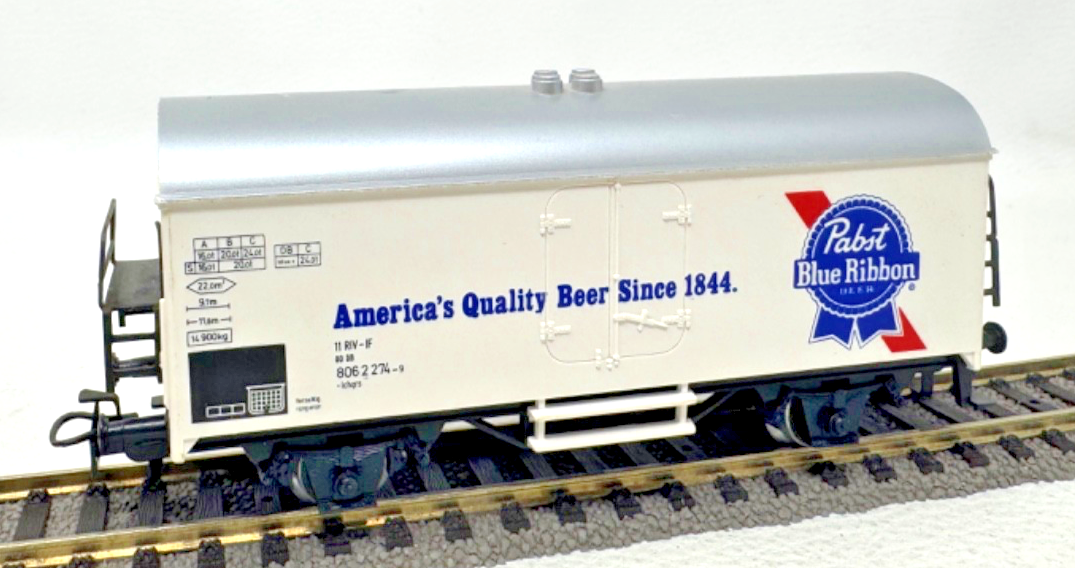 A B C
16,0t 20,0t 24,0t
S 16,0t 20,0t
DB C
24,0t
22,0m²
9,1m
11,6m
14 900kg
America's Quality Beer Since 1844.
11 RIV-IF
80 DB
806 2 274-9
Pabst
Blue Ribbon
BEER
®